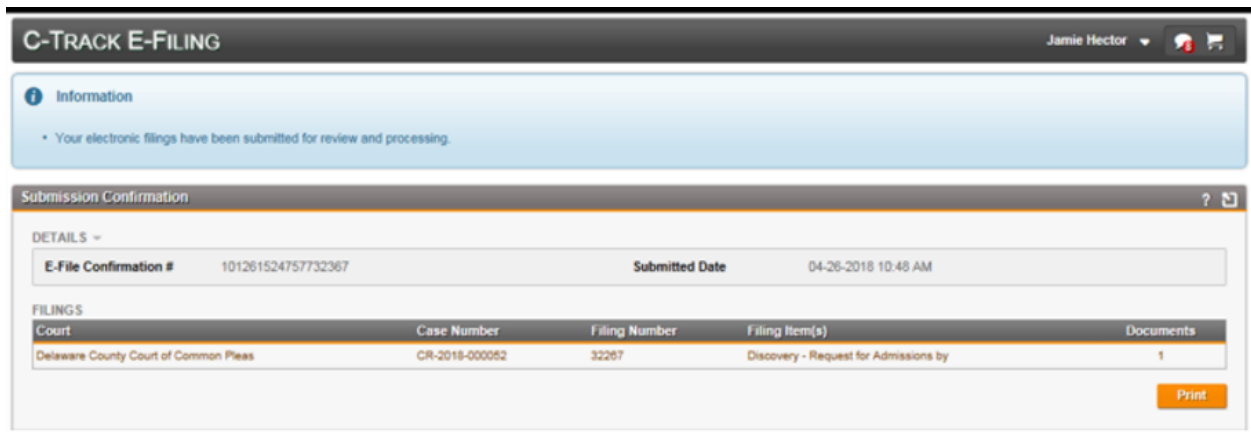 C-TRACK E-FILING Jamie Hector
Information
• Your electronic filings have been submitted for review and processing.
Submission Confirmation ?
DETAILS
E-File Confirmation # 101261524757732367 Submitted Date 04-26-2018 10:48 AM
FILINGS
Court Case Number Filing Number Filing Item(s) Documents
Delaware County Court of Common Pleas CR-2018-000052 32267 Discovery - Request for Admissions by 1
Print